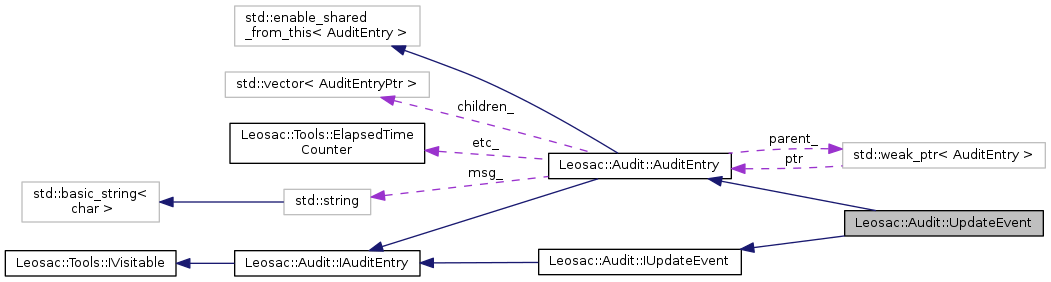 std::enable_shared
_from_this< AuditEntry >
std::vector< AuditEntryPtr >
children_
Leosac::Tools::ElapsedTime
Counter
etc_
parent_
ptr
std::weak_ptr< AuditEntry >
Leosac::Audit::AuditEntry
msg_
std::basic_string<
char >
std::string
Leosac::Audit::UpdateEvent
Leosac::Tools::IVisitable
Leosac::Audit::IAuditEntry
Leosac::Audit::IUpdateEvent